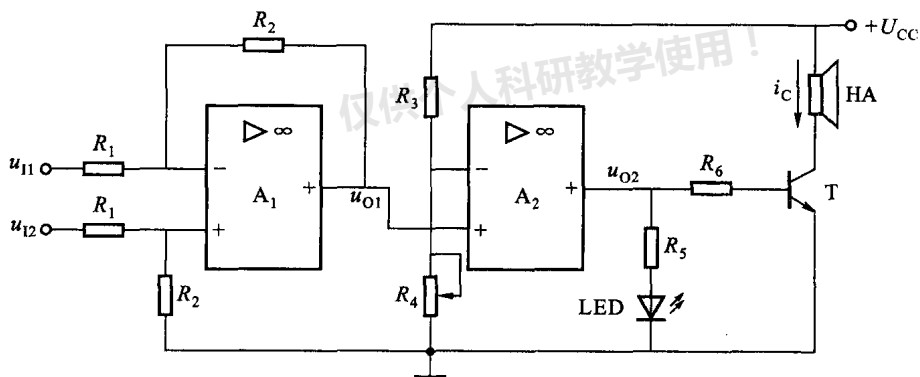 仅供个人科研教学使用！
R2
+UCC
R3
iC
HA
R1
uI1
▷ ∞
−
A1
+
uO1
▷ ∞
−
A2
+
uO2
R6
T
R1
uI2
+
+
R2
R4
R5
LED